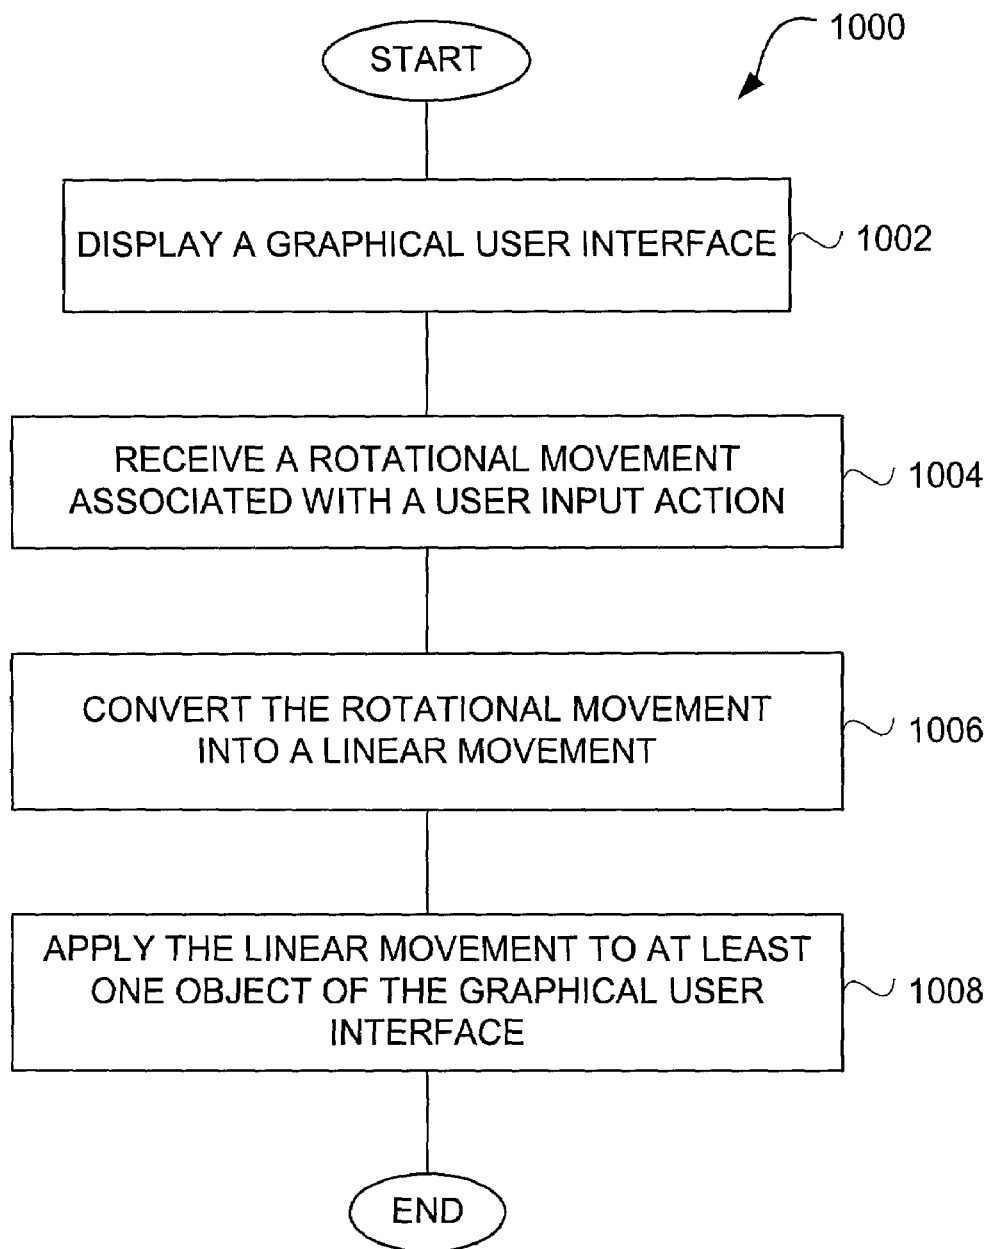 1000
START
DISPLAY A GRAPHICAL USER INTERFACE
1002
RECEIVE A ROTATIONAL MOVEMENT
ASSOCIATED WITH A USER INPUT ACTION
1004
CONVERT THE ROTATIONAL MOVEMENT
INTO A LINEAR MOVEMENT
1006
APPLY THE LINEAR MOVEMENT TO AT LEAST
ONE OBJECT OF THE GRAPHICAL USER
INTERFACE
1008
END